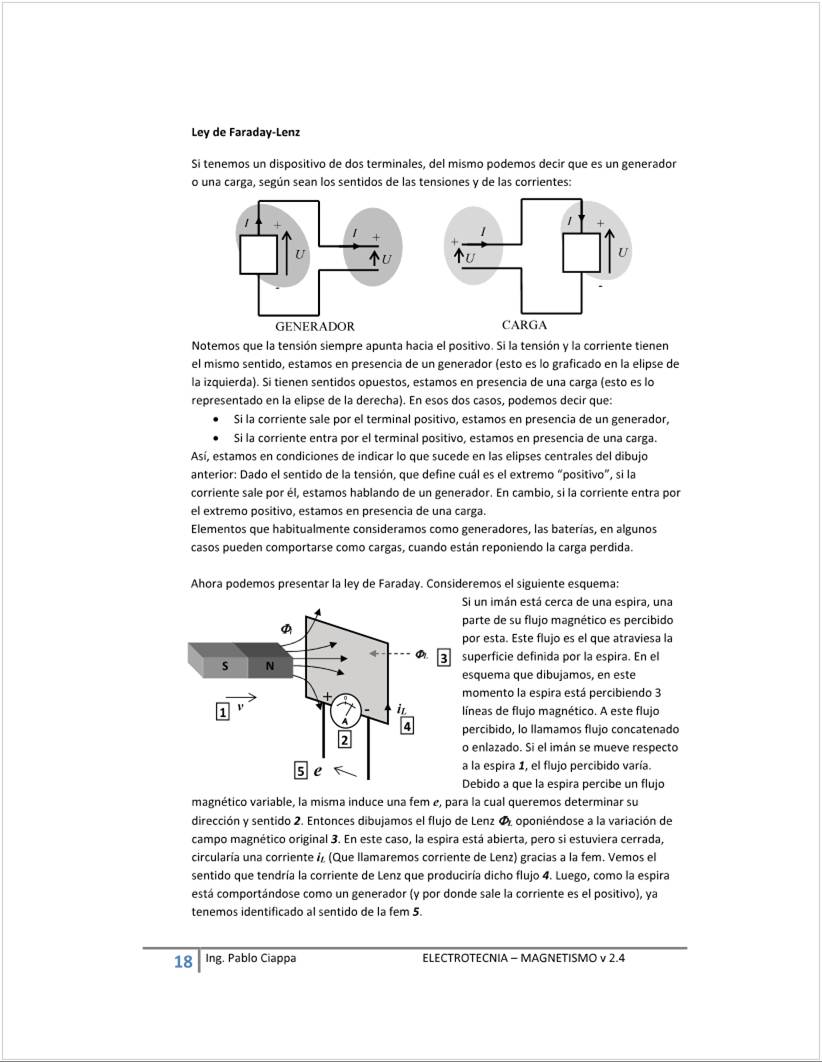 Ley de Faraday-Lenz
Si tenemos un dispositivo de dos terminales, del mismo podemos decir que es un generador
o una carga, según sean los sentidos de las tensiones y de las corrientes:
I + U - I + U
+ I U I + U -
GENERADOR
CARGA
Notemos que la tensión siempre apunta hacia el positivo. Si la tensión y la corriente tienen
el mismo sentido, estamos en presencia de un generador (esto es lo graficado en la elipse de
la izquierda). Si tienen sentidos opuestos, estamos en presencia de una carga (esto es lo
representado en la elipse de la derecha). En esos dos casos, podemos decir que:
• Si la corriente sale por el terminal positivo, estamos en presencia de un generador,
• Si la corriente entra por el terminal positivo, estamos en presencia de una carga.
Así, estamos en condiciones de indicar lo que sucede en las elipses centrales del dibujo
anterior: Dado el sentido de la tensión, que define cuál es el extremo “positivo”, si la
corriente sale por él, estamos hablando de un generador. En cambio, si la corriente entra por
el extremo positivo, estamos en presencia de una carga.
Elementos que habitualmente consideramos como generadores, las baterías, en algunos
casos pueden comportarse como cargas, cuando están reponiendo la carga perdida.
Ahora podemos presentar la ley de Faraday. Consideremos el siguiente esquema:
Φ
S N
ΦL 3
1 v
+ 0 A -
2
iL
4
5 e
Si un imán está cerca de una espira, una
parte de su flujo magnético es percibido
por esta. Este flujo es el que atraviesa la
superficie definida por la espira. En el
esquema que dibujamos, en este
momento la espira está percibiendo 3
líneas de flujo magnético. A este flujo
percibido, lo llamamos flujo concatenado
o enlazado. Si el imán se mueve respecto
a la espira 1, el flujo percibido varía.
Debido a que la espira percibe un flujo
magnético variable, la misma induce una fem e, para la cual queremos determinar su
dirección y sentido 2. Entonces dibujamos el flujo de Lenz ΦL oponiéndose a la variación de
campo magnético original 3. En este caso, la espira está abierta, pero si estuviera cerrada,
circularía una corriente iL (Que llamaremos corriente de Lenz) gracias a la fem. Vemos el
sentido que tendría la corriente de Lenz que produciría dicho flujo 4. Luego, como la espira
está comportándose como un generador (y por donde sale la corriente es el positivo), ya
tenemos identificado al sentido de la fem 5.
18 Ing. Pablo Ciappa ELECTROTECNIA – MAGNETISMO v 2.4